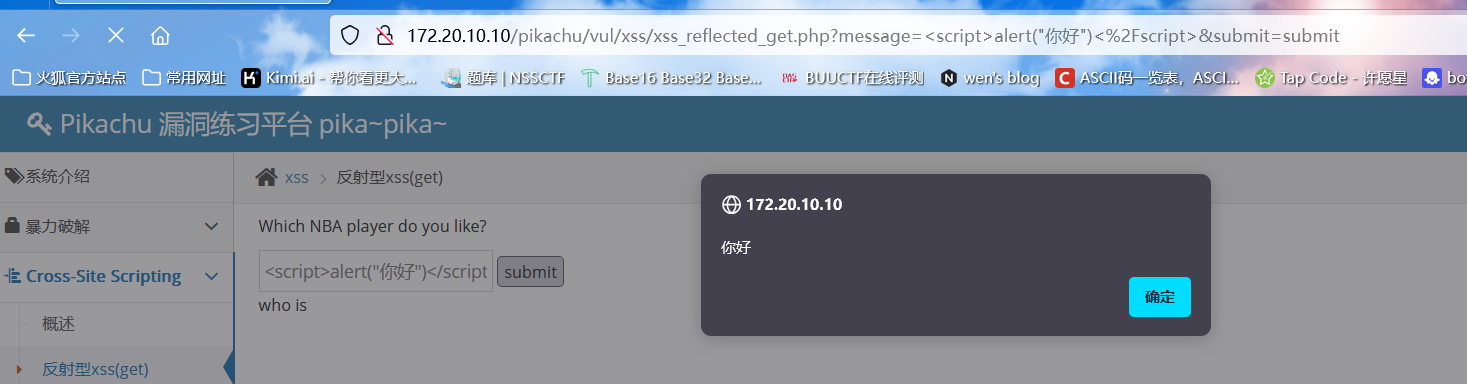 172.20.10.10/pikachu/vul/xss/xss_reflected_get.php?message=<script>alert("你好")<%2Fscript>&submit=submit
火狐官方站点 常用网址 Kimi.ai - 帮你看更大... 题库 | NSSCTF Base16 Base32 Base... BUUCTF在线评测 wen's blog ASCII码一览表，ASCI... Tap Code - 许愿星 bo
Pikachu 漏洞练习平台 pika~pika~
系统介绍
xss > 反射型xss(get)
暴力破解
Which NBA player do you like?
<script>alert("你好")</script submit
Cross-Site Scripting
who is
概述
反射型xss(get)
172.20.10.10
你好
确定